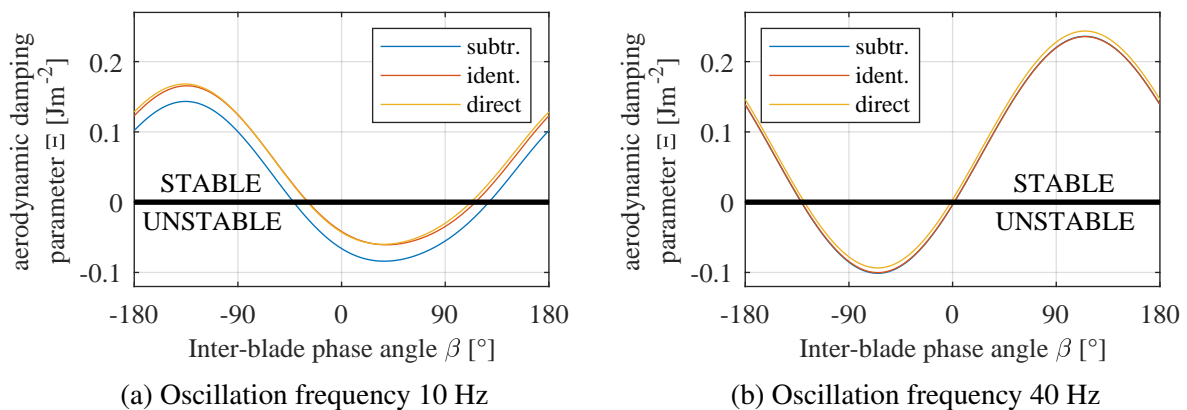 aerodynamic damping
parameter Ξ [Jm-2]
0.2
0.1
0
-0.1
subtr.
ident.
direct
STABLE
UNSTABLE
-180
-90
0
90
180
Inter-blade phase angle β [°]
(a) Oscillation frequency 10 Hz
aerodynamic damping
parameter Ξ [Jm-2]
0.2
0.1
0
-0.1
subtr.
ident.
direct
STABLE
UNSTABLE
-180
-90
0
90
180
Inter-blade phase angle β [°]
(b) Oscillation frequency 40 Hz